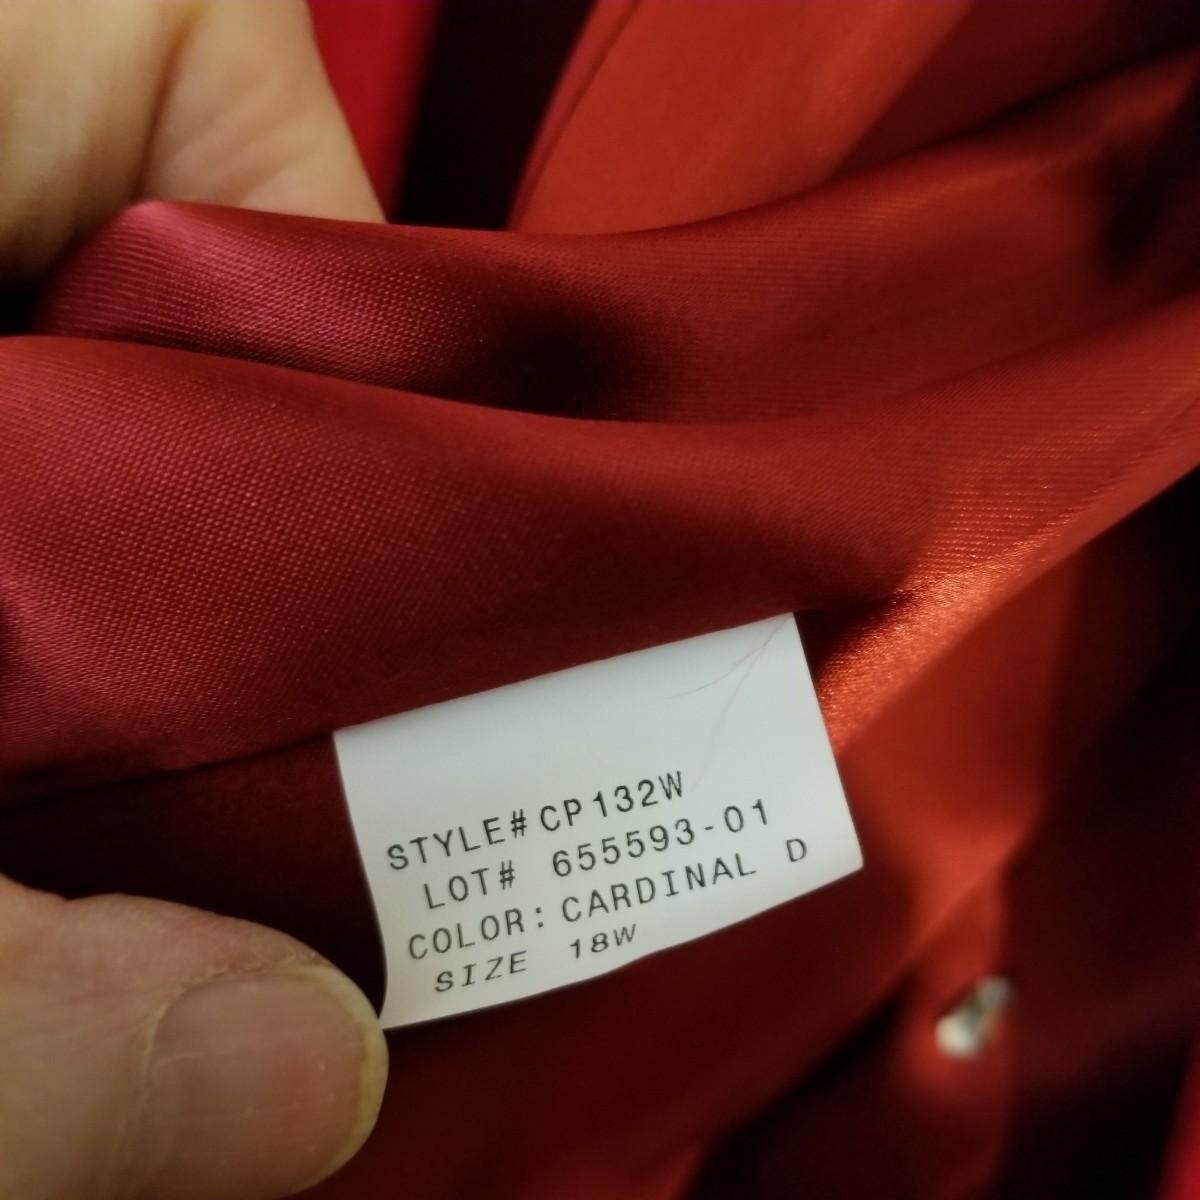 STYLE# CP132W
LOT# 655593-01
COLOR: CARDINAL D
SIZE 18W